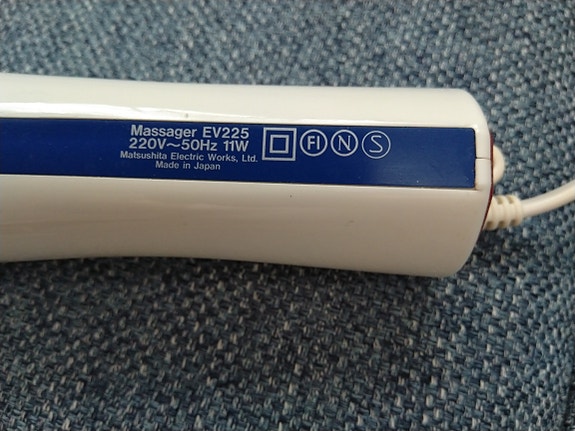 Massager EV225
220V~50Hz 11W
Matsushita Electric Works, Ltd.
Made in Japan
FI N S